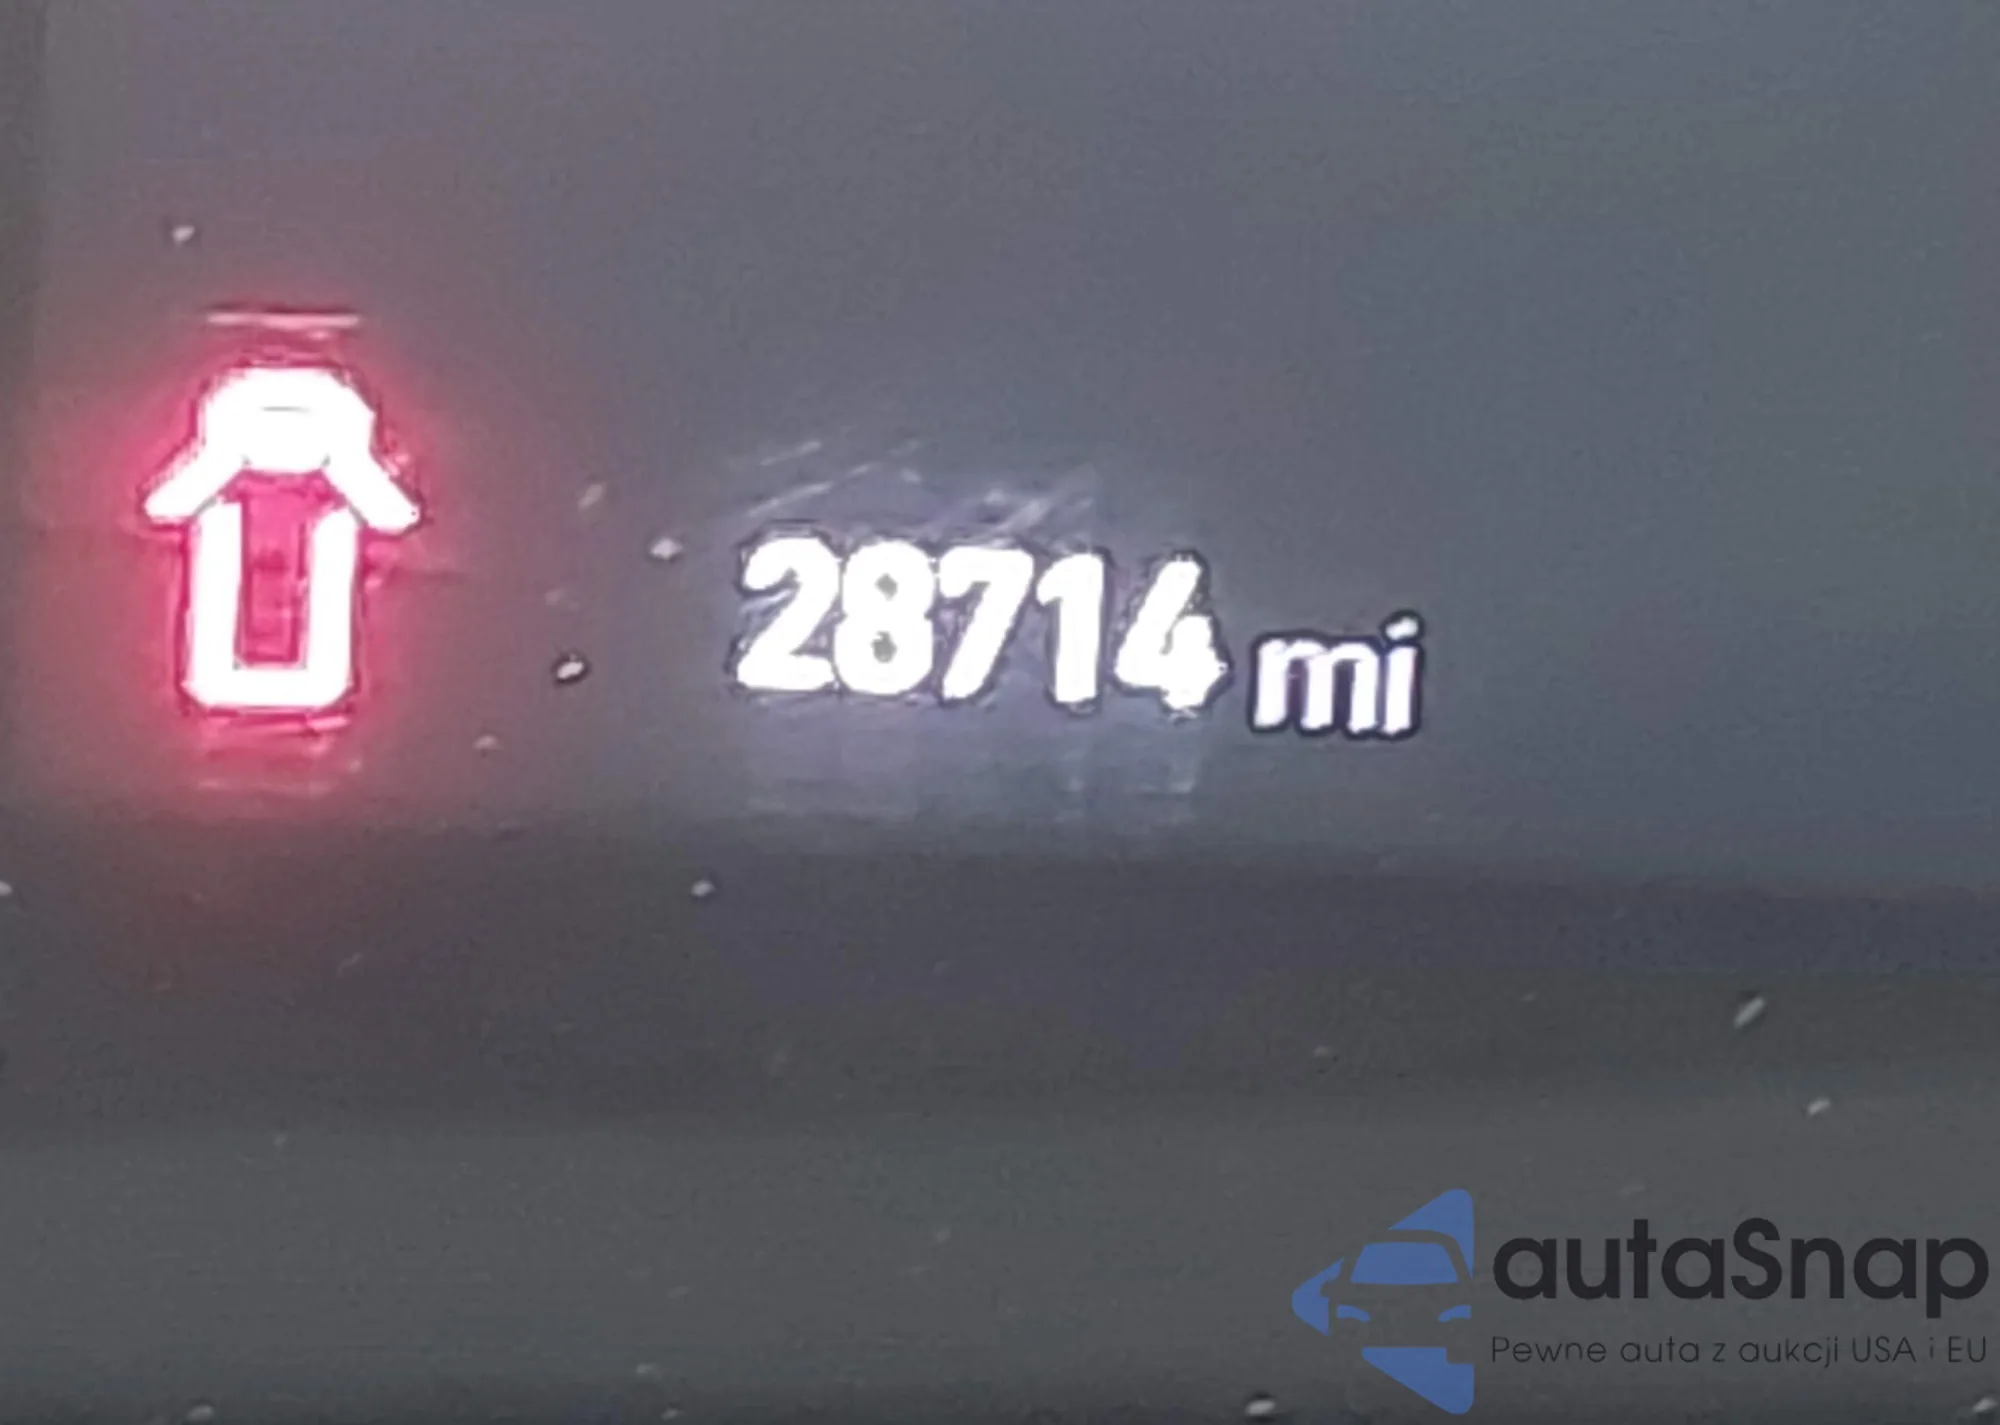 28714 mi
autaSnap
Pewne auta z aukcji USA i EU